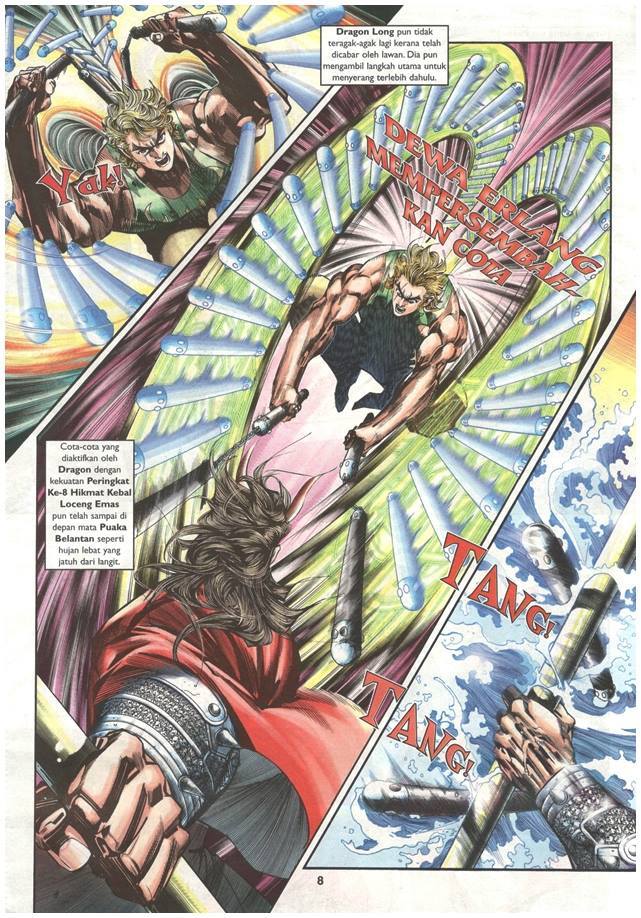 Dragon Long pun tidak
teragak-agak lagi kerana telah
dicabar oleh lawan. Dia pun
mengambil langkah utama untuk
menyerang terlebih dahulu.
Yak!
DEWA ERLANG
MEMPERSEMBAH-
KAN COTA
Cota-cota yang
diaktifkan oleh
Dragon dengan
kekuatan Peringkat
Ke-8 Hikmat Kebal
Loceng Emas
pun telah sampai di
depan mata Puaka
Belantan seperti
hujan lebat yang
jatuh dari langit.
TANG!
TANG!
8